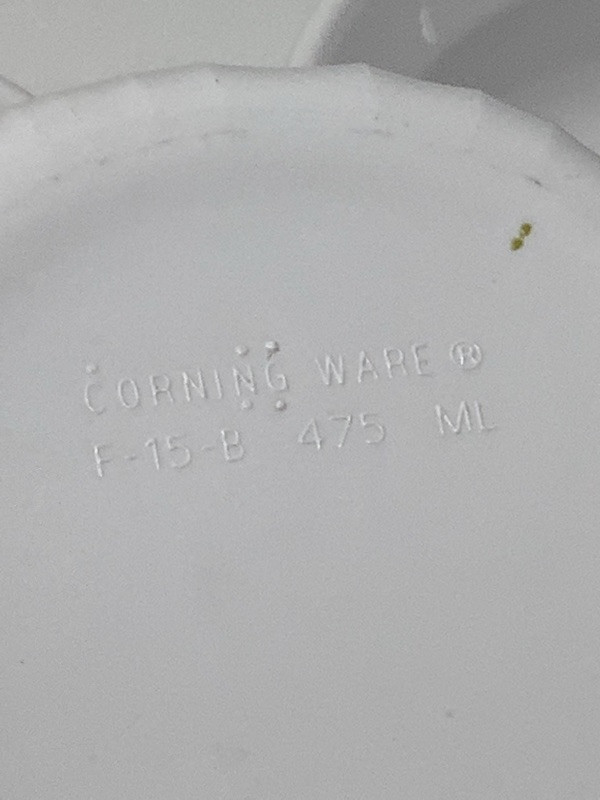 CORNING WARE ®
F-15-B 475 ML